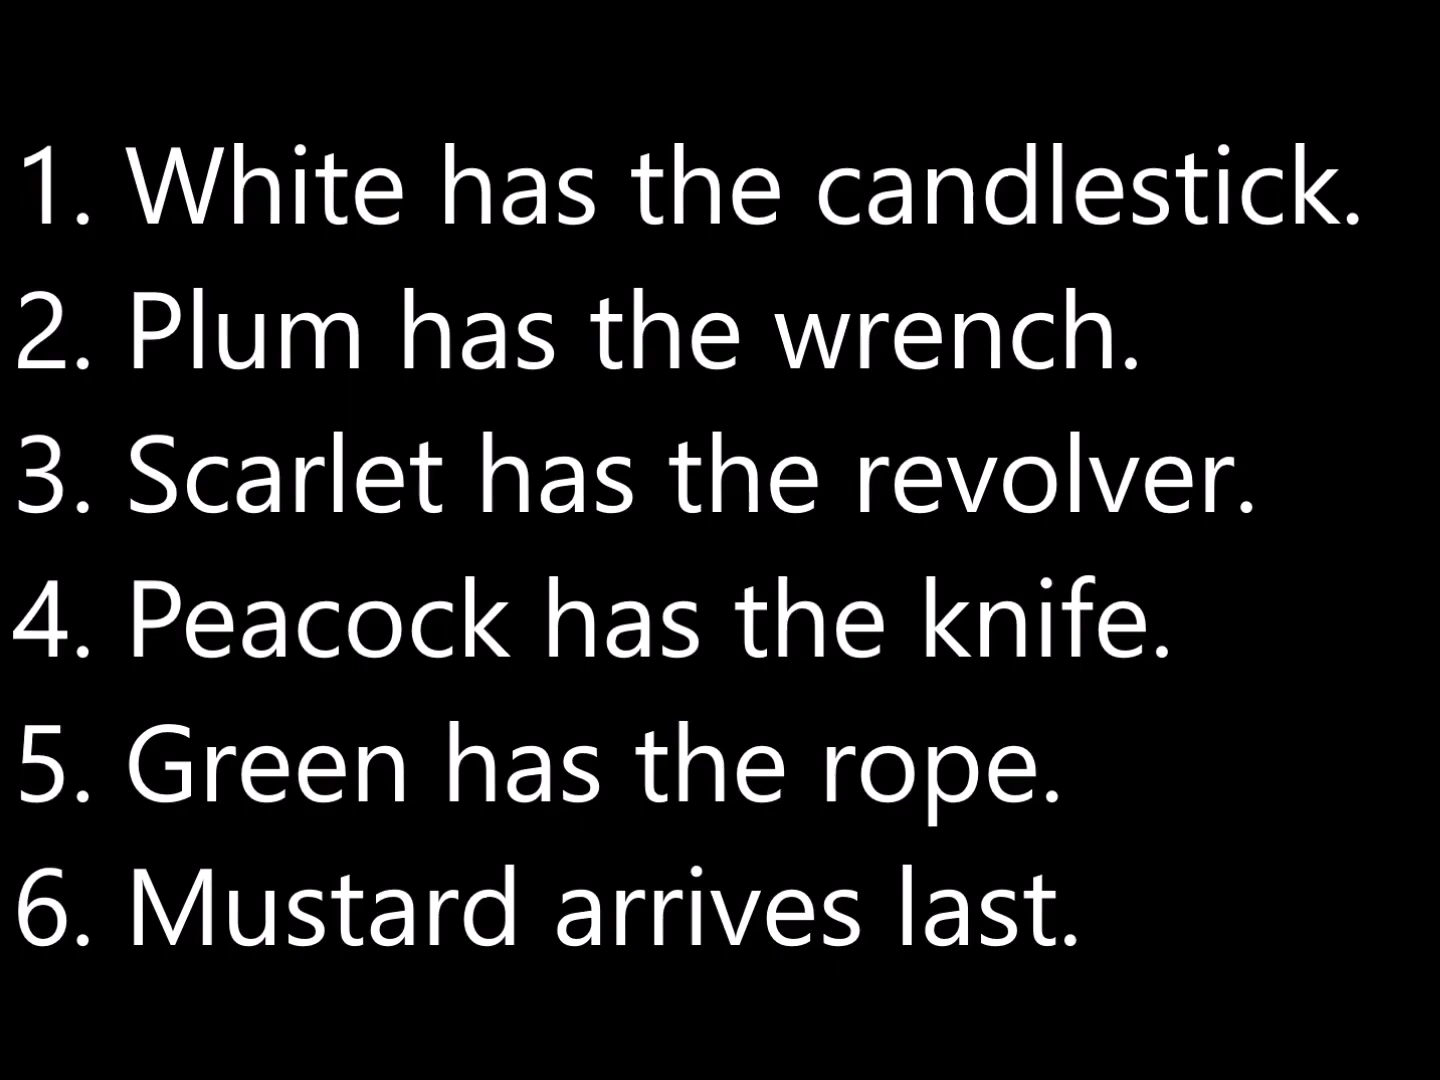 1. White has the candlestick.
2. Plum has the wrench.
3. Scarlet has the revolver.
4. Peacock has the knife.
5. Green has the rope.
6. Mustard arrives last.